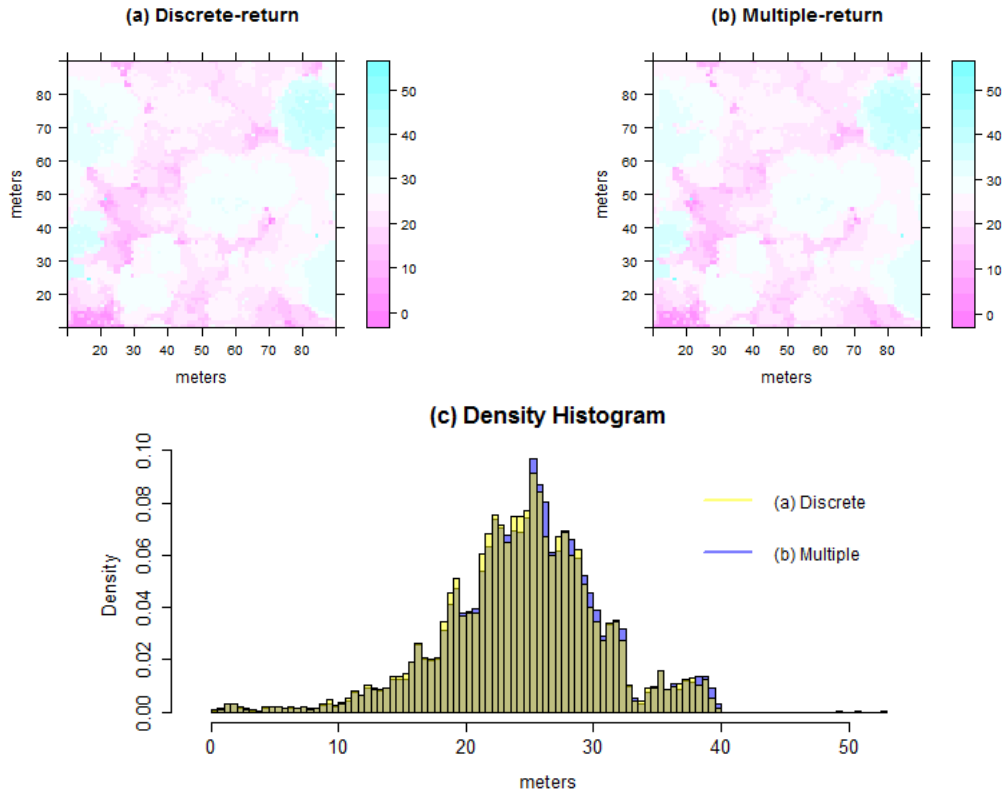 (a) Discrete-return
(b) Multiple-return
80
70
60
50
40
30
20
meters
20 30 40 50 60 70 80
meters
50
40
30
20
10
0
80
70
60
50
40
30
20
meters
20 30 40 50 60 70 80
meters
50
40
30
20
10
0
(c) Density Histogram
0.10
0.08
0.06
0.04
0.02
0.00
Density
(a) Discrete
(b) Multiple
0 10 20 30 40 50
meters